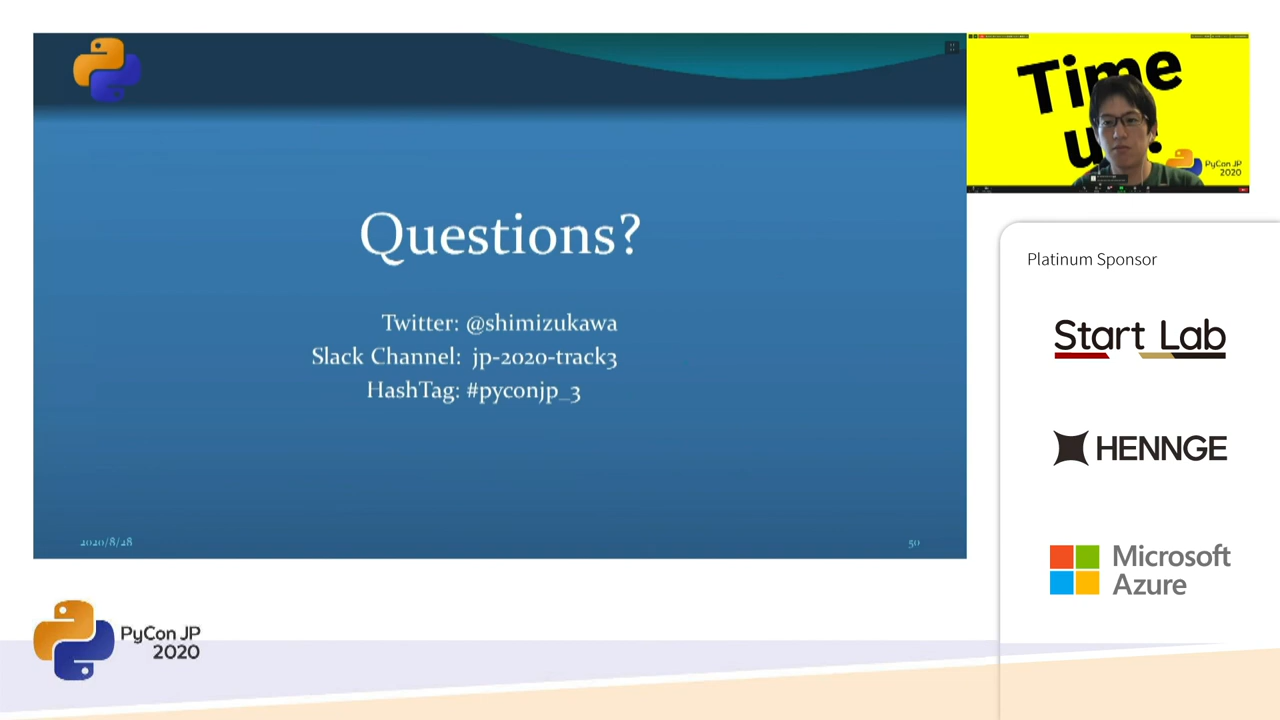 Questions?
Twitter: @shimizukawa
Slack Channel: jp-2020-track3
HashTag: #pyconjp_3
2020/8/28
50
Time
PyCon JP
2020
Platinum Sponsor
Start Lab
HENNGE
Microsoft
Azure
PyCon JP
2020